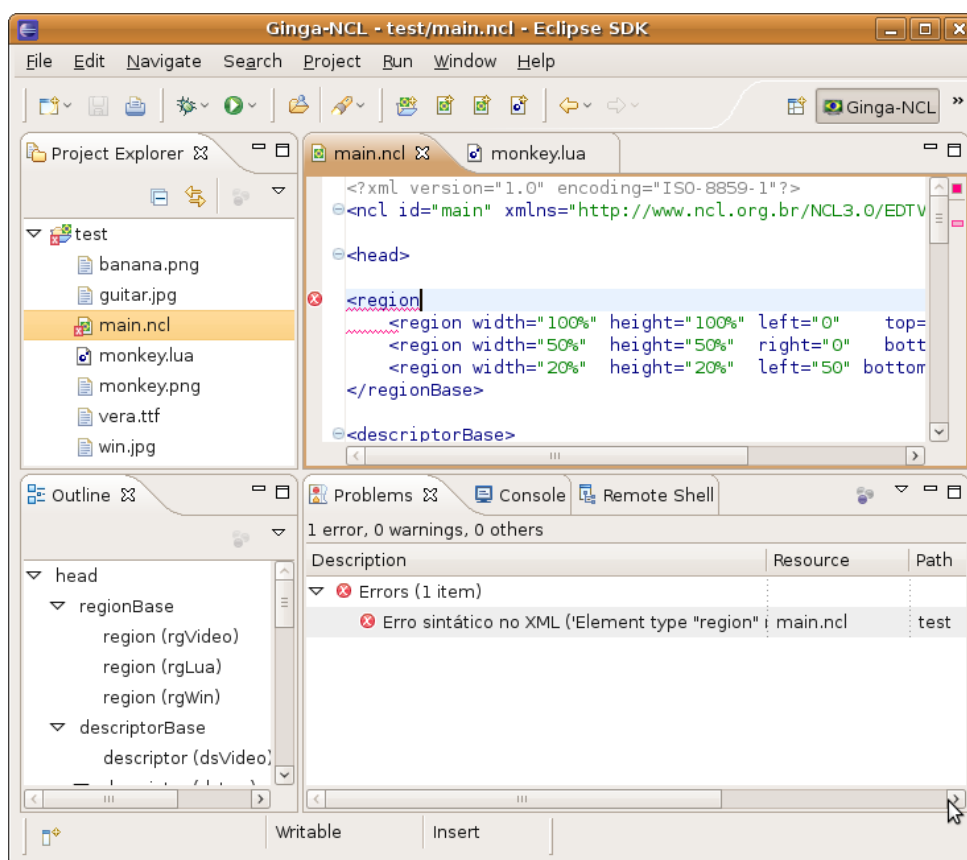 Ginga-NCL - test/main.ncl - Eclipse SDK
File Edit Navigate Search Project Run Window Help
Ginga-NCL »
Project Explorer
main.ncl monkey.lua
<?xml version="1.0" encoding="ISO-8859-1"?>
<ncl id="main" xmlns="http://www.ncl.org.br/NCL3.0/EDTV
<head>
<region
<region width="100%" height="100%" left="0" top=
<region width="50%" height="50%" right="0" bott
<region width="20%" height="20%" left="50" bottom
</regionBase>
<descriptorBase>
test
banana.png
guitar.jpg
main.ncl
monkey.lua
monkey.png
vera.ttf
win.jpg
Outline
head
regionBase
region (rgVideo)
region (rgLua)
region (rgWin)
descriptorBase
descriptor (dsVideo)
Problems Console Remote Shell
1 error, 0 warnings, 0 others
Description Resource Path
Errors (1 item)
Erro sintático no XML ('Element type "region" main.ncl test
Writable Insert